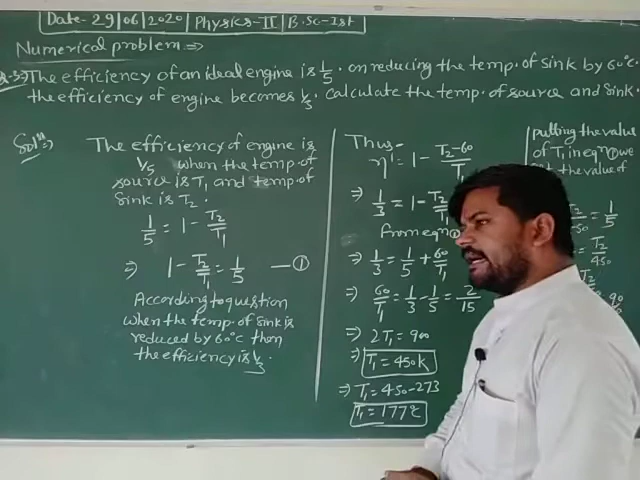 Date- 29|06|2020|Physics-II|B.Sc-Ist
Numerical problem ⇒
The efficiency of an ideal engine is 1/5. on reducing the temp. of sink by 60°C.
the efficiency of engine becomes 1/3. Calculate the temp. of source and sink.
Solⁿ⇒
The efficiency of engine is
1/5 when the temp. of
source is T₁ and temp. of
sink is T₂.
1/5 = 1 - T₂/T₁
⇒ 1 - T₂/T₁ = 1/5 —①
According to question
when the temp. of sink is
reduced by 60°C then
the efficiency is 1/3.
Thus-
η' = 1 - T₂-60/T₁
⇒ 1/3 = 1 - T₂/T₁
from eqⁿ ①
⇒ 1/3 = 1/5 + 60/T₁
⇒ 60/T₁ = 1/3 - 1/5 = 2/15
⇒ 2T₁ = 900
⇒ T₁ = 450K
⇒ T₁ = 450-273
T₁ = 177°C
putting the value
of T₁ in eqⁿ ① we
the value of
= 1/5
= T₂/450